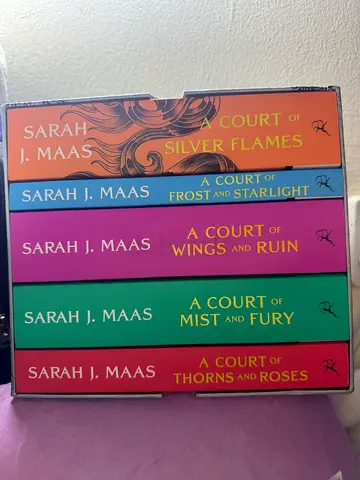 SARAH
J. MAAS
A COURT OF
SILVER FLAMES
SARAH J. MAAS
A COURT OF
FROST AND STARLIGHT
SARAH J. MAAS
A COURT OF
WINGS AND RUIN
SARAH J. MAAS
A COURT OF
MIST AND FURY
SARAH J. MAAS
A COURT OF
THORNS AND ROSES